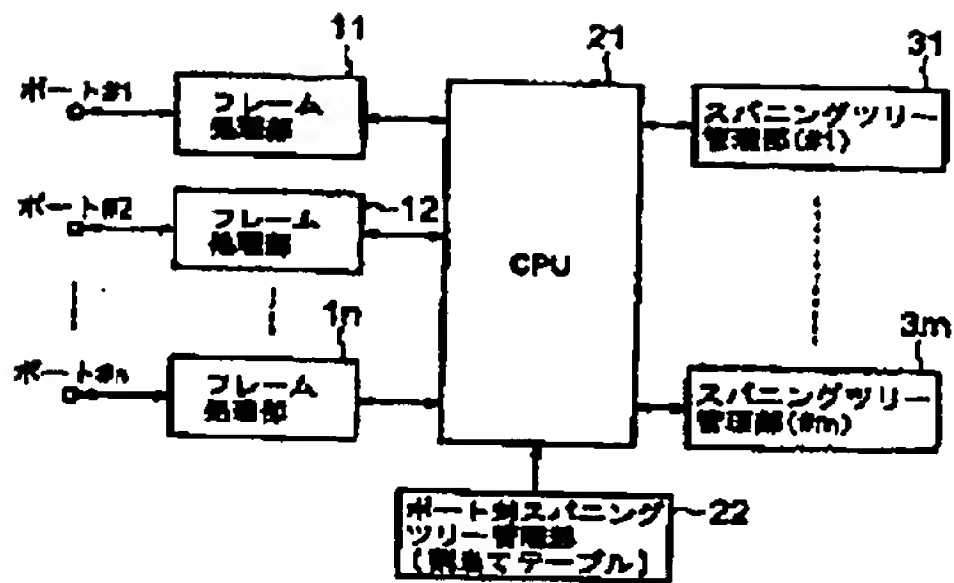 11
21
31
ポート#1
フレーム
処理部
スパニングツリー
管理部(#1)
ポート#2
フレーム
処理部
12
CPU
1n
3m
ポート#n
フレーム
処理部
スパニングツリー
管理部(#m)
ポート別スパニング
ツリー管理部
(割当てテーブル)
22